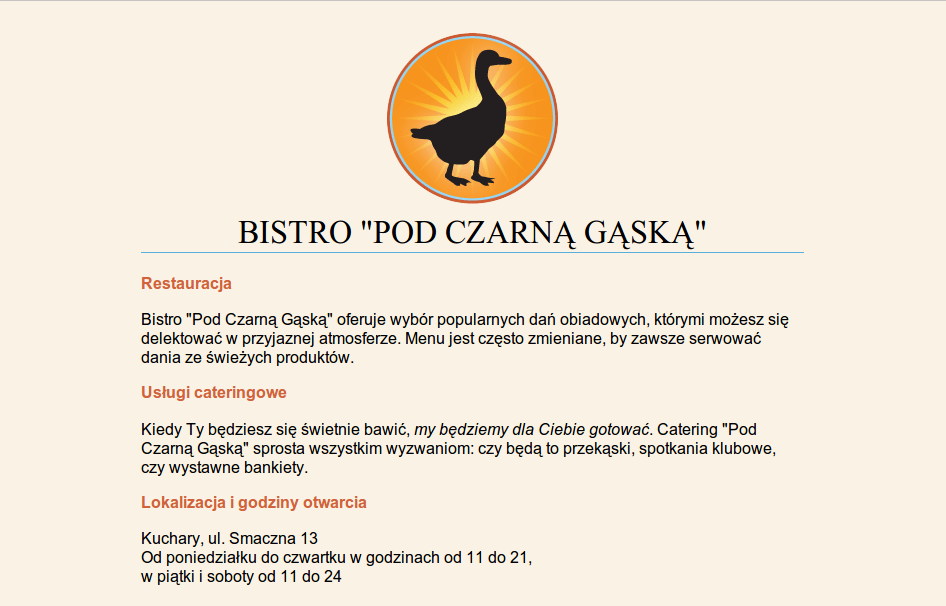 BISTRO "POD CZARNĄ GĄSKĄ"
Restauracja
Bistro "Pod Czarną Gąską" oferuje wybór popularnych dań obiadowych, którymi możesz się
delektować w przyjaznej atmosferze. Menu jest często zmieniane, by zawsze serwować
dania ze świeżych produktów.
Usługi cateringowe
Kiedy Ty będziesz się świetnie bawić, my będziemy dla Ciebie gotować. Catering "Pod
Czarną Gąską" sprosta wszystkim wyzwaniom: czy będą to przekąski, spotkania klubowe,
czy wystawne bankiety.
Lokalizacja i godziny otwarcia
Kuchary, ul. Smaczna 13
Od poniedziałku do czwartku w godzinach od 11 do 21,
w piątki i soboty od 11 do 24